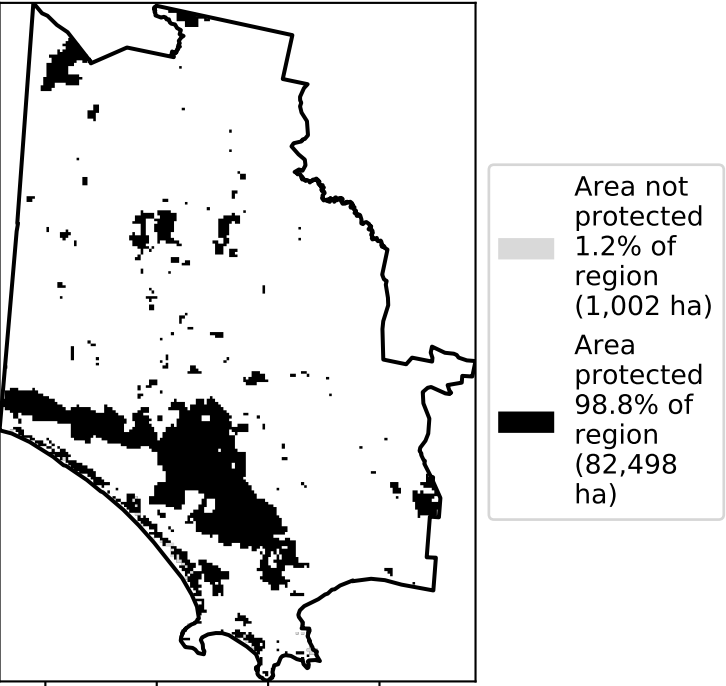 Area not
protected
1.2% of
region
(1,002 ha)
Area
protected
98.8% of
region
(82,498
ha)